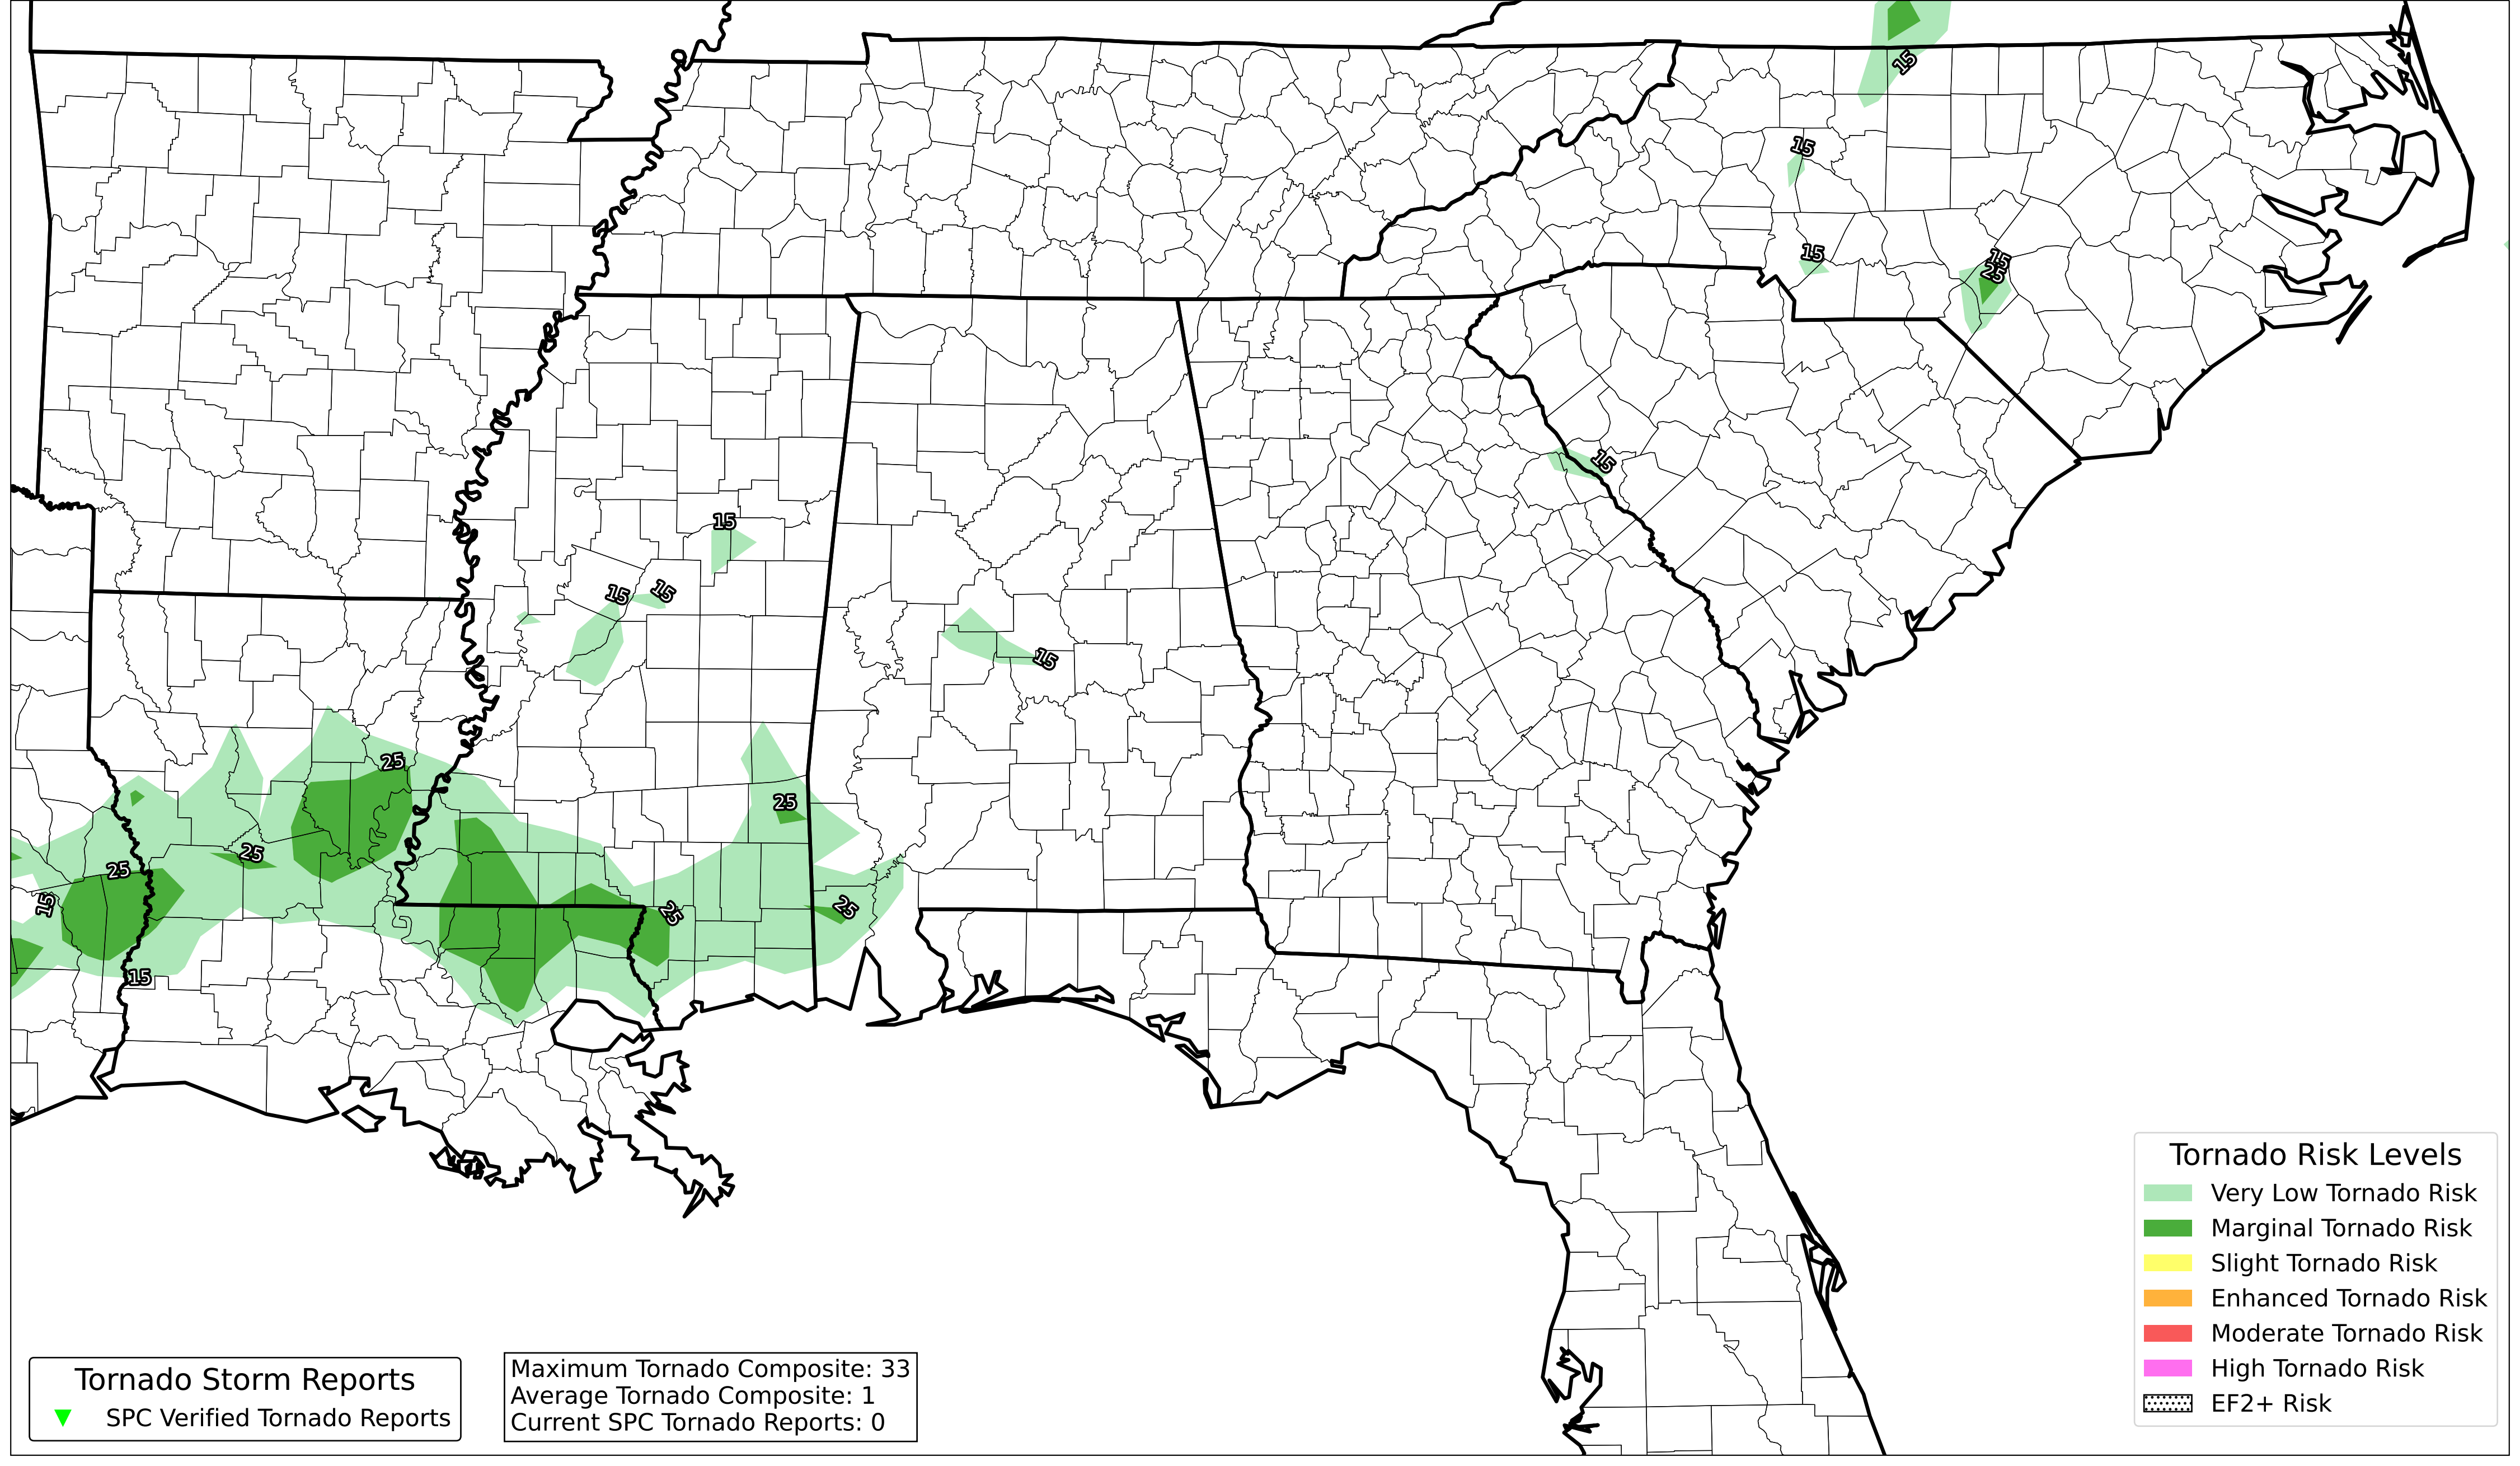 15
15
15
15
25
15
15
15
15
15
25
25
25
25
15
25
25
15
Tornado Risk Levels
Very Low Tornado Risk
Marginal Tornado Risk
Slight Tornado Risk
Enhanced Tornado Risk
Moderate Tornado Risk
High Tornado Risk
EF2+ Risk
Tornado Storm Reports
SPC Verified Tornado Reports
Maximum Tornado Composite: 33
Average Tornado Composite: 1
Current SPC Tornado Reports: 0